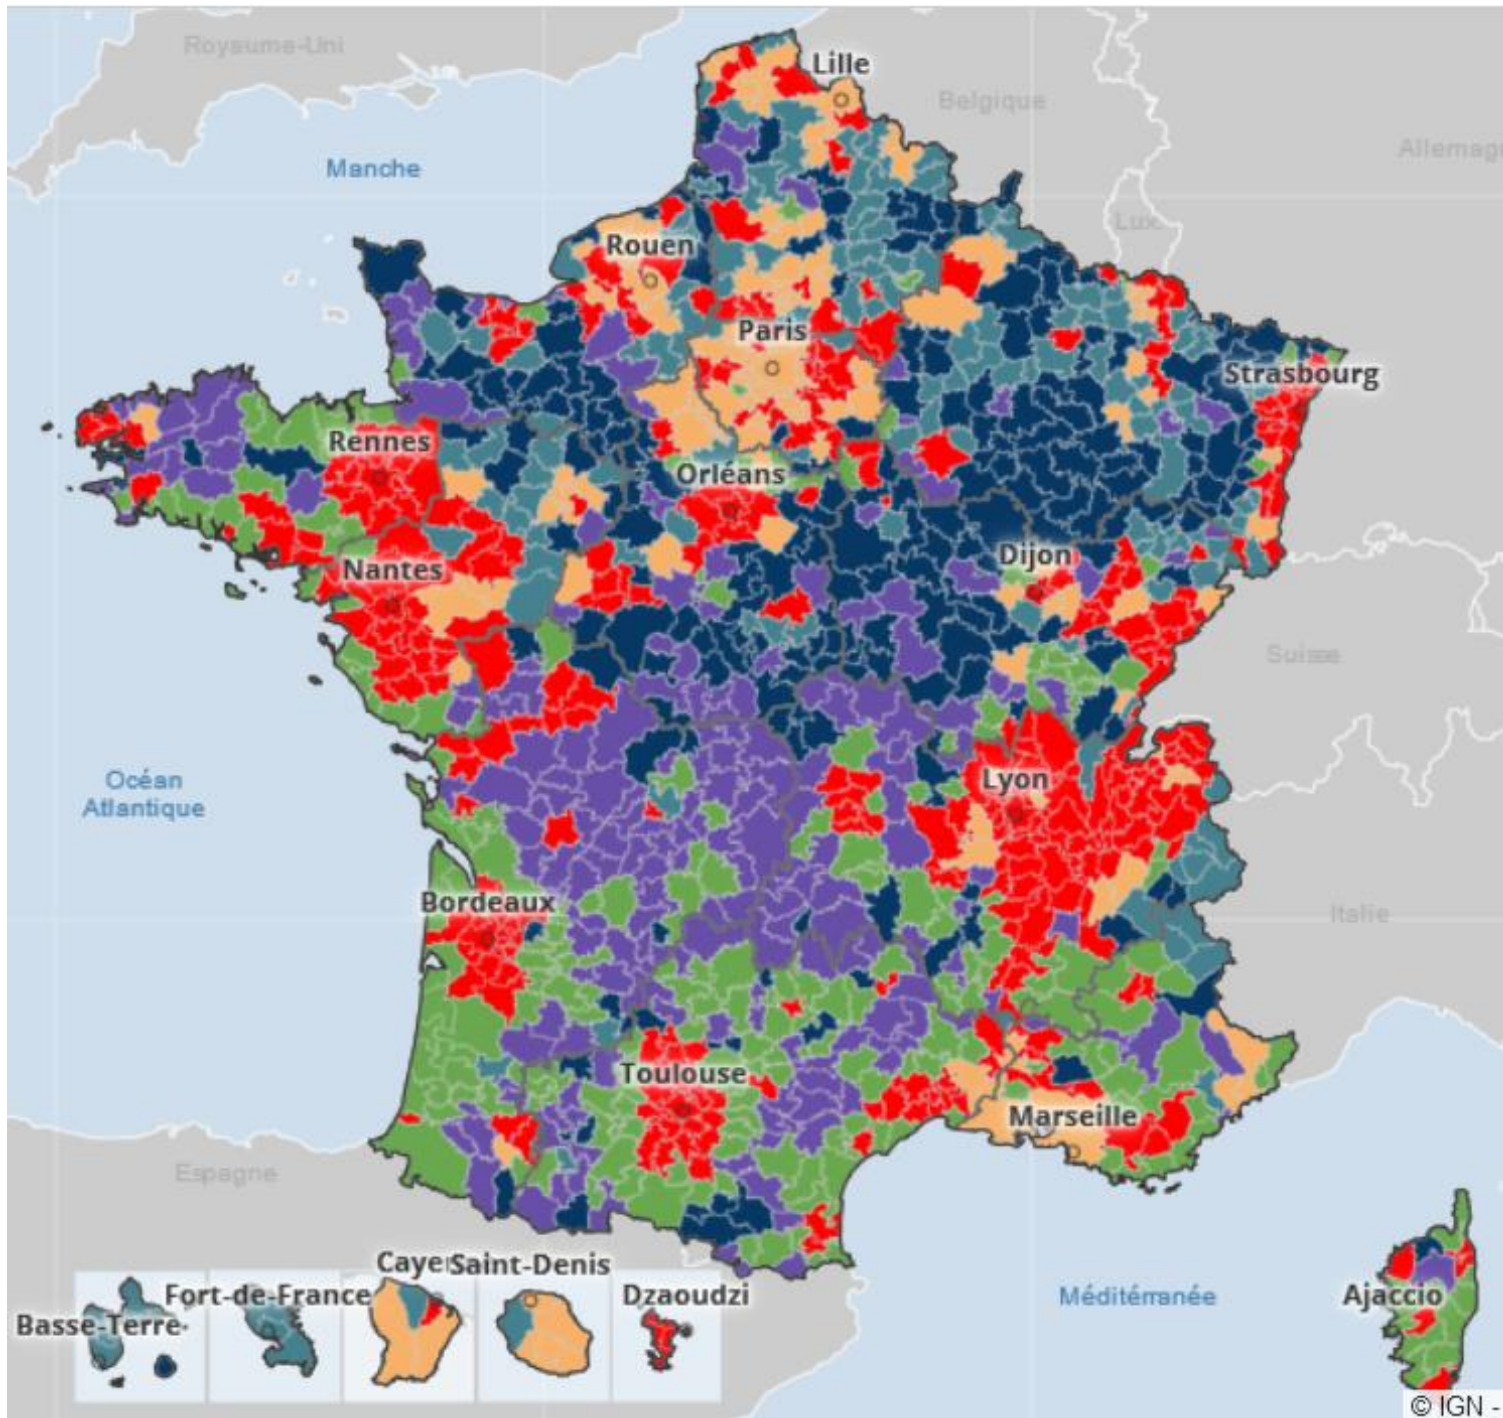 Royaume-Uni
Lille
Belgique
Allemag
Manche
Lux.
Rouen
Paris
Strasbourg
Rennes
Orléans
Dijon
Nantes
Suisse
Océan
Atlantique
Lyon
Bordeaux
Italie
Toulouse
Marseille
Espagne
Caye
Saint-Denis
Fort-de-France
Dzaoudzi
Méditérranée
Ajaccio
Basse-Terre
© IGN -